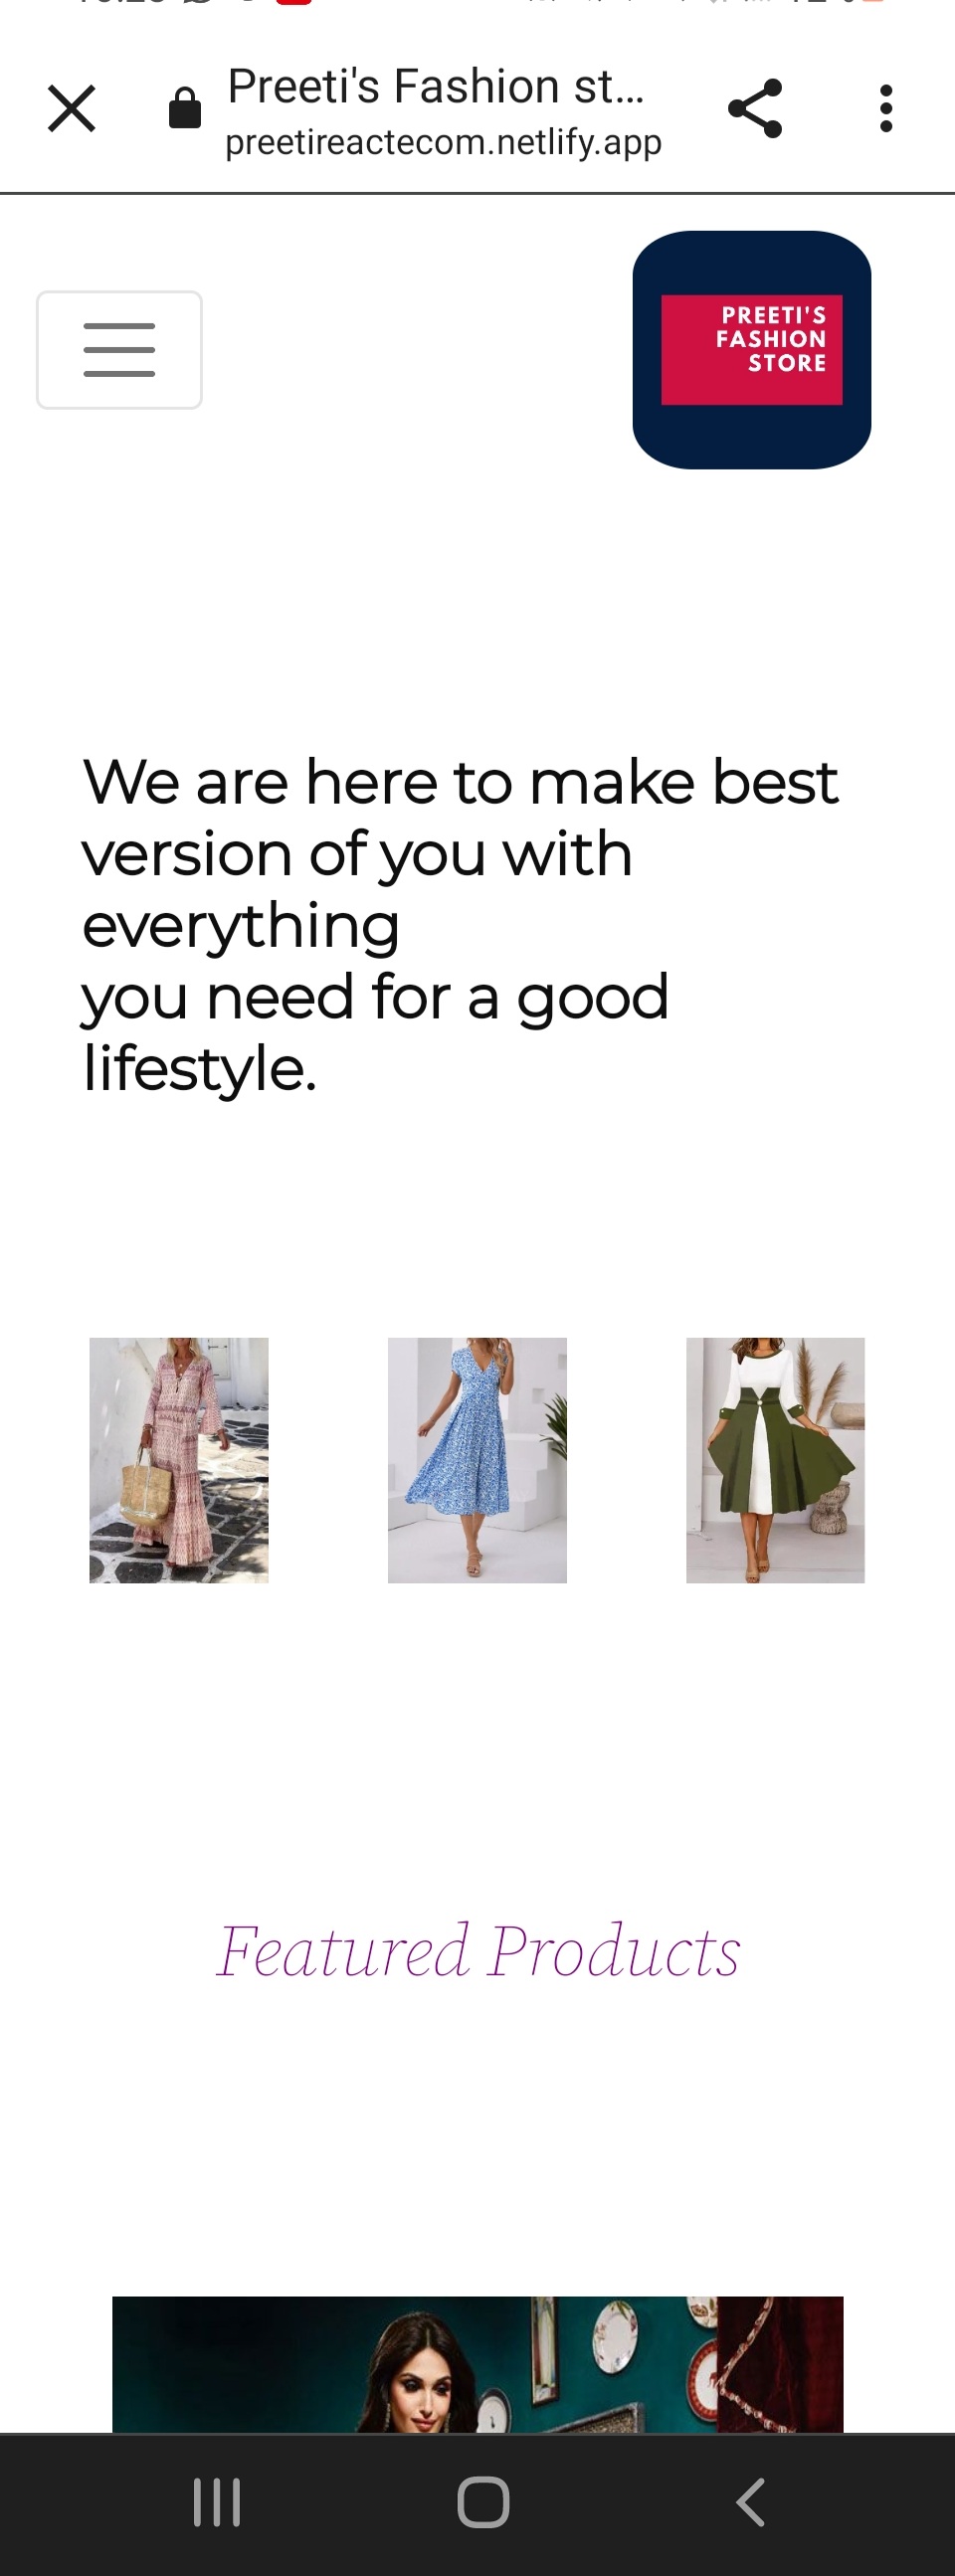 Preeti's Fashion st...
preetireactecom.netlify.app
PREETI'S
FASHION
STORE
We are here to make best
version of you with
everything
you need for a good
lifestyle.
Featured Products